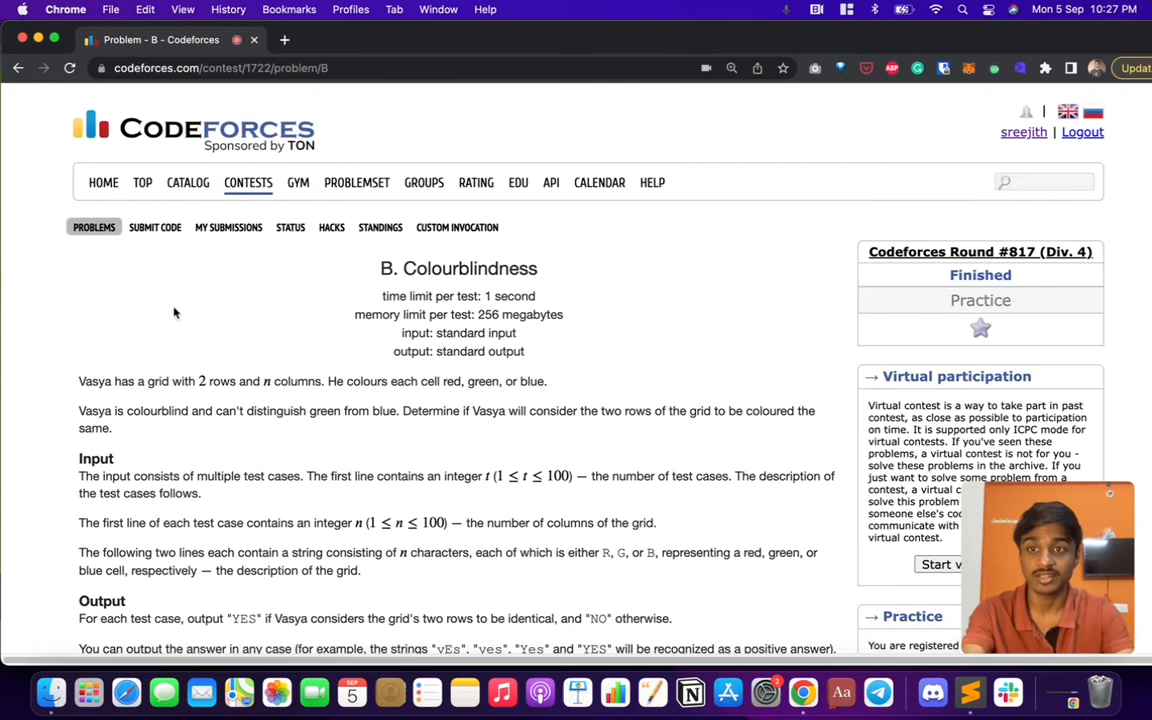 Chrome File Edit View History Bookmarks Profiles Tab Window Help Mon 5 Sep 10:27 PM
Problem - B - Codeforces
codeforces.com/contest/1722/problem/B
ABP
Updat
CODEFORCES
Sponsored by TON
sreejith | Logout
HOME TOP CATALOG CONTESTS GYM PROBLEMSET GROUPS RATING EDU API CALENDAR HELP
PROBLEMS SUBMIT CODE MY SUBMISSIONS STATUS HACKS STANDINGS CUSTOM INVOCATION
B. Colourblindness
time limit per test: 1 second
memory limit per test: 256 megabytes
input: standard input
output: standard output
Vasya has a grid with 2 rows and n columns. He colours each cell red, green, or blue.
Vasya is colourblind and can't distinguish green from blue. Determine if Vasya will consider the two rows of the grid to be coloured the
same.
Input
The input consists of multiple test cases. The first line contains an integer t (1 ≤ t ≤ 100) — the number of test cases. The description of
the test cases follows.
The first line of each test case contains an integer n (1 ≤ n ≤ 100) — the number of columns of the grid.
The following two lines each contain a string consisting of n characters, each of which is either R, G, or B, representing a red, green, or
blue cell, respectively — the description of the grid.
Output
For each test case, output "YES" if Vasya considers the grid's two rows to be identical, and "NO" otherwise.
You can output the answer in any case (for example, the strings "yEs", "yes", "Yes" and "YES" will be recognized as a positive answer).
Codeforces Round #817 (Div. 4)
Finished
Practice
→ Virtual participation
Virtual contest is a way to take part in past
contest, as close as possible to participation
on time. It is supported only ICPC mode for
virtual contests. If you've seen these
problems, a virtual contest is not for you -
solve these problems in the archive. If you
just want to solve some problem from a
contest, a virtual c
solve this problem
someone else's cod
communicate with
virtual contest.
Start v
→ Practice
You are registered
SEP
5
Aa
2